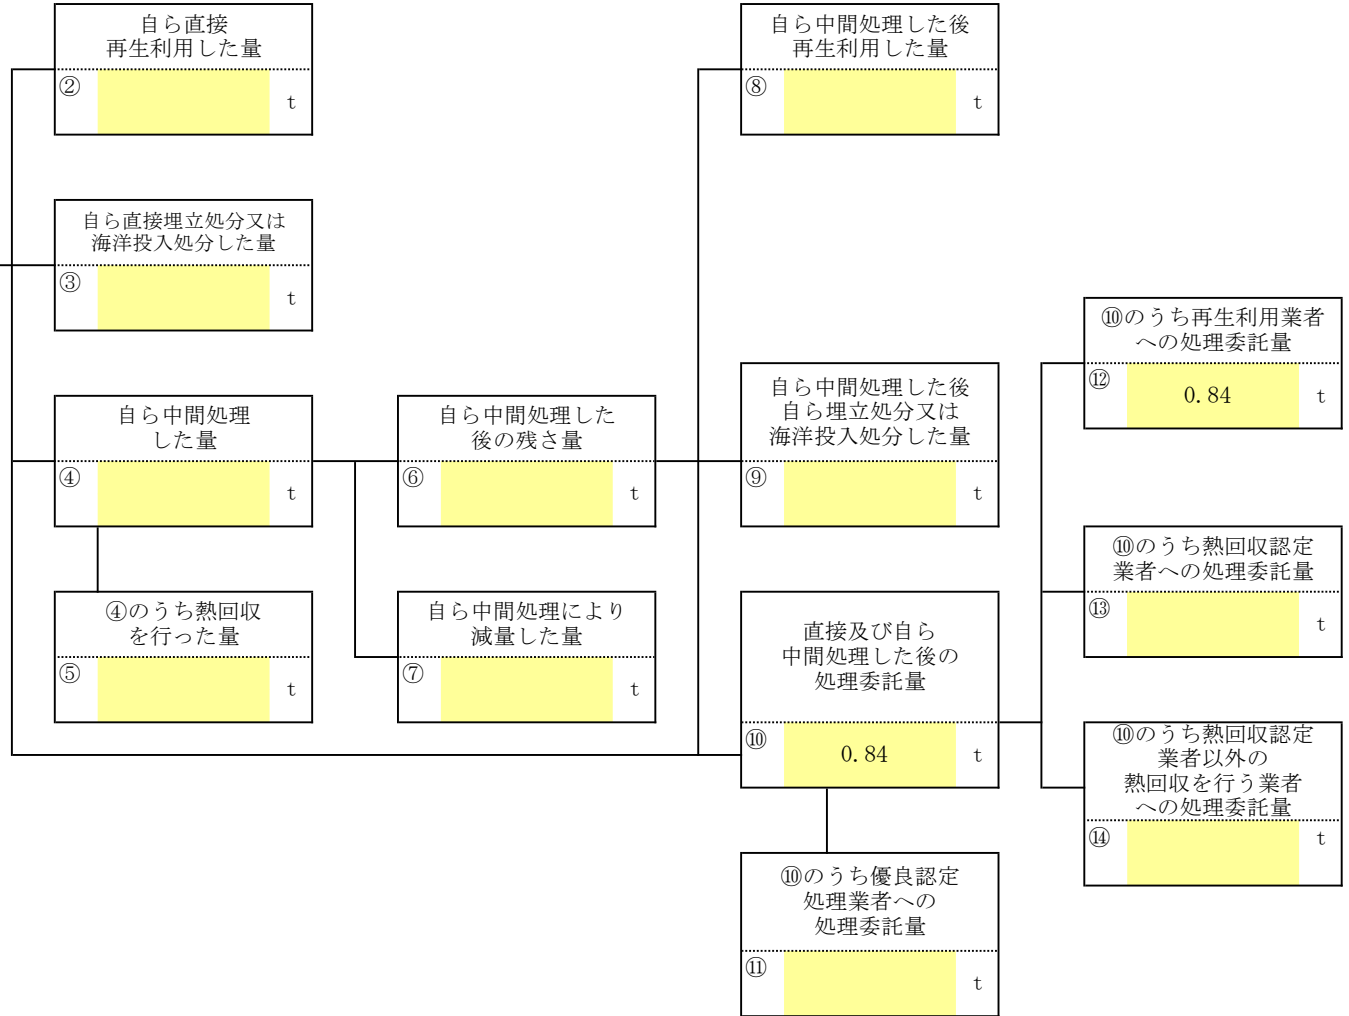 自ら直接
再生利用した量
②
t
自ら中間処理した後
再生利用した量
⑧
t
自ら直接埋立処分又は
海洋投入処分した量
③
t
⑩のうち再生利用業者
への処理委託量
⑫
0.84
t
自ら中間処理
した量
④
t
自ら中間処理した
後の残さ量
⑥
t
自ら中間処理した後
自ら埋立処分又は
海洋投入処分した量
⑨
t
⑩のうち熱回収認定
業者への処理委託量
⑬
t
④のうち熱回収
を行った量
⑤
t
自ら中間処理により
減量した量
⑦
t
直接及び自ら
中間処理した後の
処理委託量
⑩
0.84
t
⑩のうち熱回収認定
業者以外の
熱回収を行う業者
への処理委託量
⑭
t
⑩のうち優良認定
処理業者への
処理委託量
⑪
t